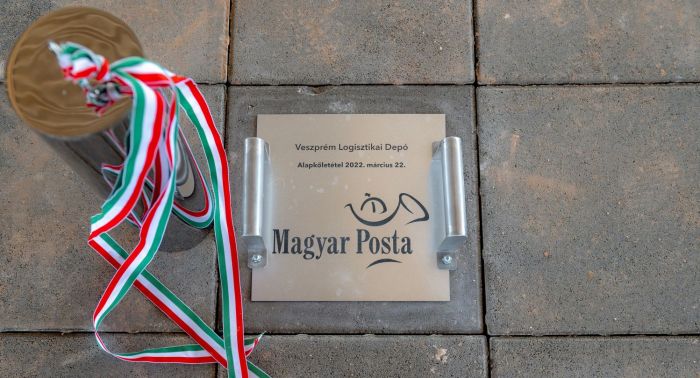 Veszprém Logisztikai Depó
Alapkőletétel 2022. március 22.
Magyar Posta